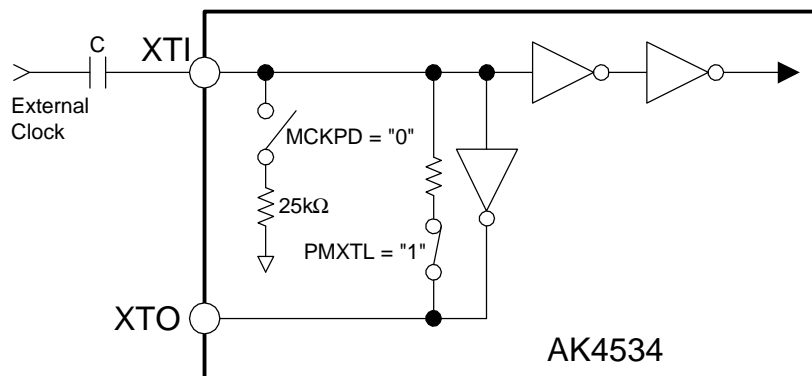 C
XTI
External
Clock
MCKPD = "0"
25kΩ
PMXTL = "1"
XTO
AK4534